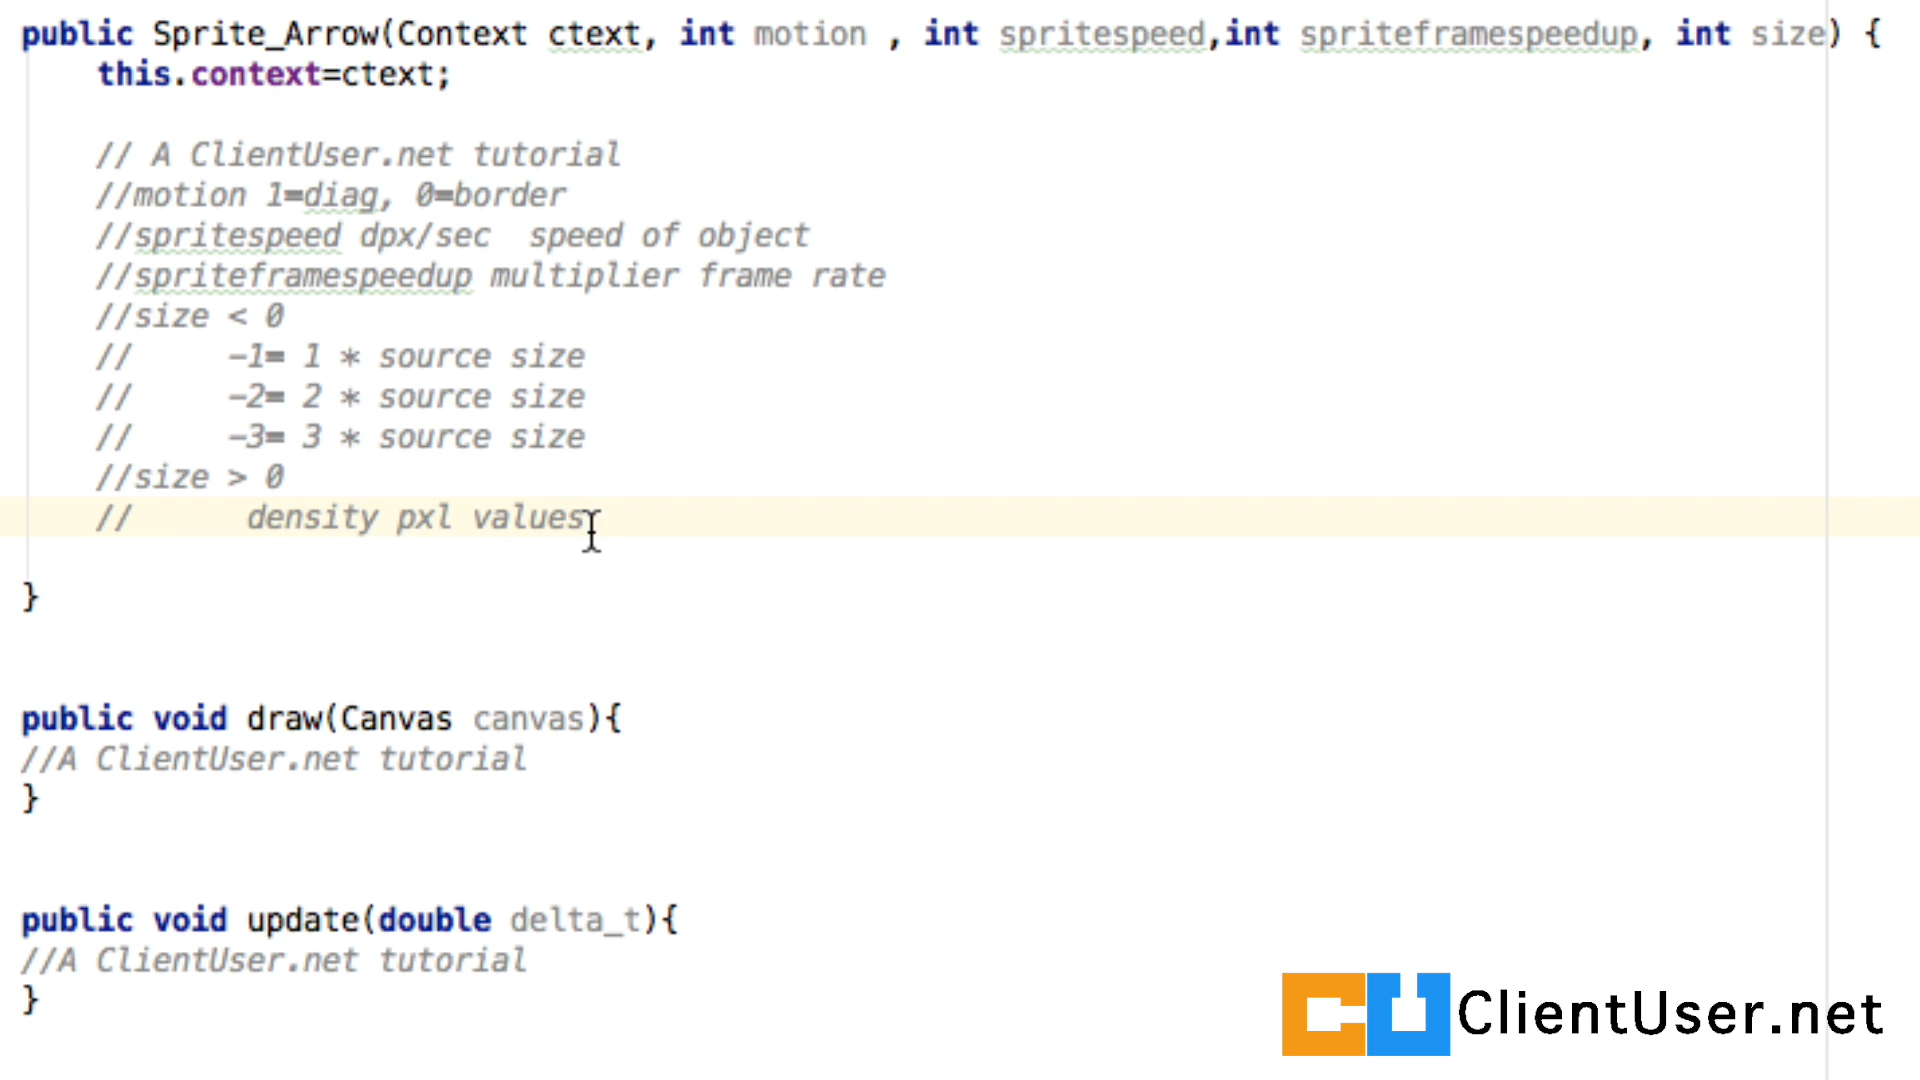 public Sprite_Arrow(Context ctext, int motion , int spritespeed,int spriteframespeedup, int size) {
    this.context=ctext;
    // A ClientUser.net tutorial
    //motion 1=diag, 0=border
    //spritespeed dpx/sec  speed of object
    //spriteframespeedup multiplier frame rate
    //size < 0
    //     -1= 1 * source size
    //     -2= 2 * source size
    //     -3= 3 * source size
    //size > 0
    //      density pxl values
}
public void draw(Canvas canvas){
//A ClientUser.net tutorial
}
public void update(double delta_t){
//A ClientUser.net tutorial
}
CU ClientUser.net